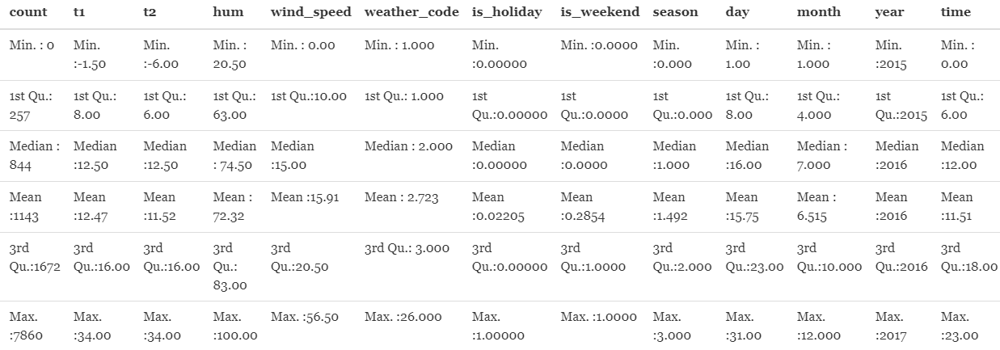 count t1 t2 hum wind_speed weather_code is_holiday is_weekend season day month year time
Min. : 0 Min. Min. Min. : Min. : 0.00 Min. : 1.000 Min. Min. :0.0000 Min. Min. : Min. : Min. Min. :
:-1.50 :-6.00 20.50 :0.00000 :0.000 1.00 1.000 :2015 0.00
1st Qu.: 1st Qu.: 1st Qu.: 1st Qu.: 1st Qu.:10.00 1st Qu.: 1.000 1st 1st 1st 1st Qu.: 1st Qu.: 1st 1st Qu.:
257 8.00 6.00 63.00 Qu.:0.00000 Qu.:0.0000 Qu.:0.000 8.00 4.000 Qu.:2015 6.00
Median : Median Median Median Median Median : 2.000 Median Median Median Median Median : Median Median
844 :12.50 :12.50 : 74.50 :15.00 :0.00000 :0.0000 :1.000 :16.00 7.000 :2016 :12.00
Mean Mean Mean Mean : Mean :15.91 Mean : 2.723 Mean Mean Mean Mean Mean : Mean Mean
:1143 :12.47 :11.52 72.32 :0.02205 :0.2854 :1.492 :15.75 6.515 :2016 :11.51
3rd 3rd 3rd 3rd 3rd 3rd Qu.: 3.000 3rd 3rd 3rd 3rd 3rd 3rd 3rd
Qu.:1672 Qu.:16.00 Qu.:16.00 Qu.: Qu.:20.50 Qu.:0.00000 Qu.:1.0000 Qu.:2.000 Qu.:23.00 Qu.:10.000 Qu.:2016 Qu.:18.00
83.00
Max. Max. Max. Max. Max. :56.50 Max. :26.000 Max. Max. :1.0000 Max. Max. Max. Max. Max.
:7860 :34.00 :34.00 :100.00 :1.00000 :3.000 :31.00 :12.000 :2017 :23.00